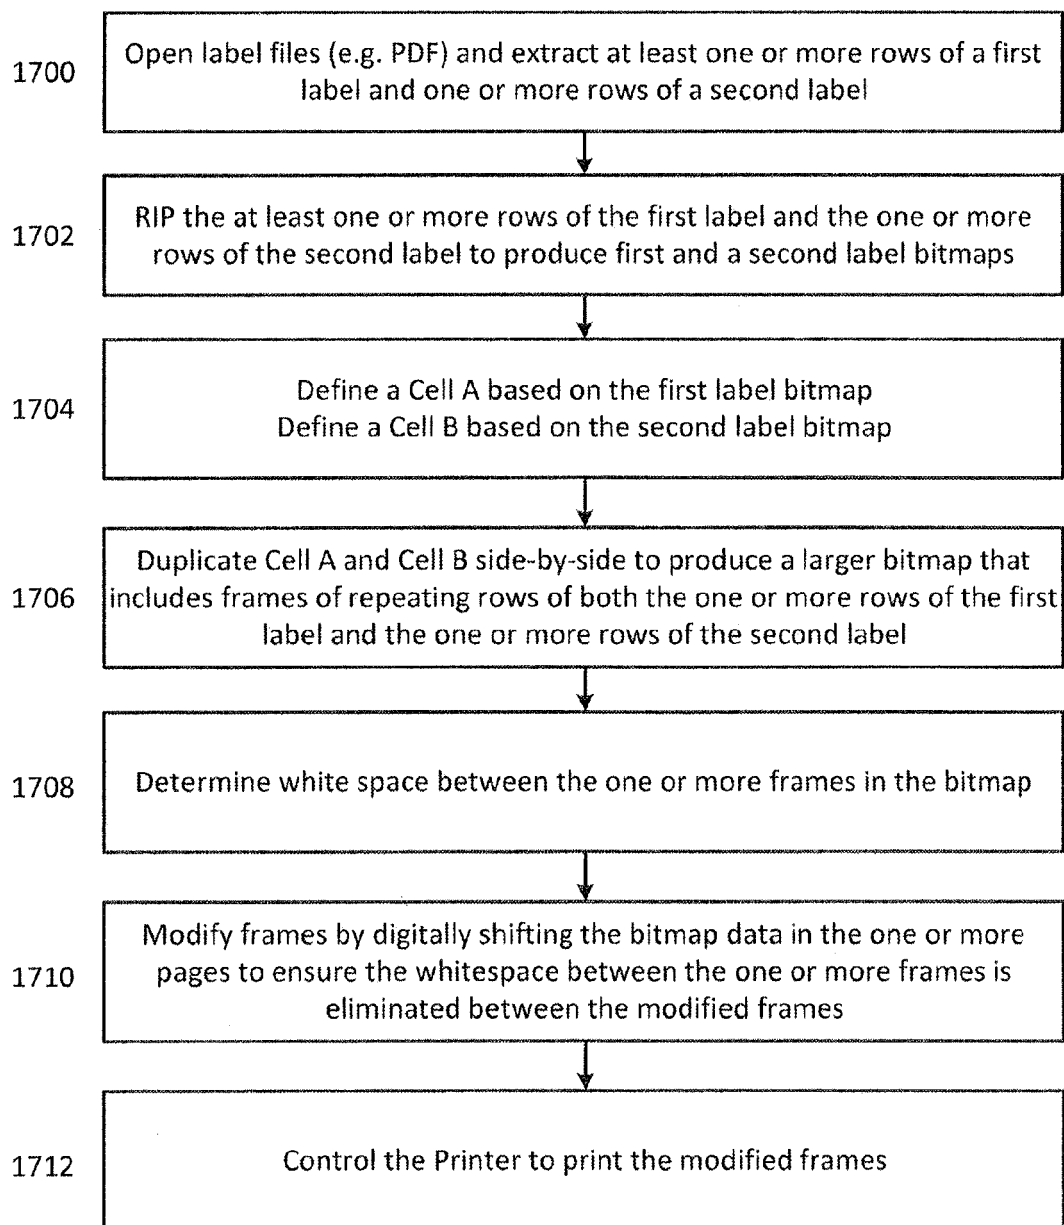 1700
Open label files (e.g. PDF) and extract at least one or more rows of a first
label and one or more rows of a second label
1702
RIP the at least one or more rows of the first label and the one or more
rows of the second label to produce first and a second label bitmaps
1704
Define a Cell A based on the first label bitmap
Define a Cell B based on the second label bitmap
1706
Duplicate Cell A and Cell B side-by-side to produce a larger bitmap that
includes frames of repeating rows of both the one or more rows of the first
label and the one or more rows of the second label
1708
Determine white space between the one or more frames in the bitmap
1710
Modify frames by digitally shifting the bitmap data in the one or more
pages to ensure the whitespace between the one or more frames is
eliminated between the modified frames
1712
Control the Printer to print the modified frames